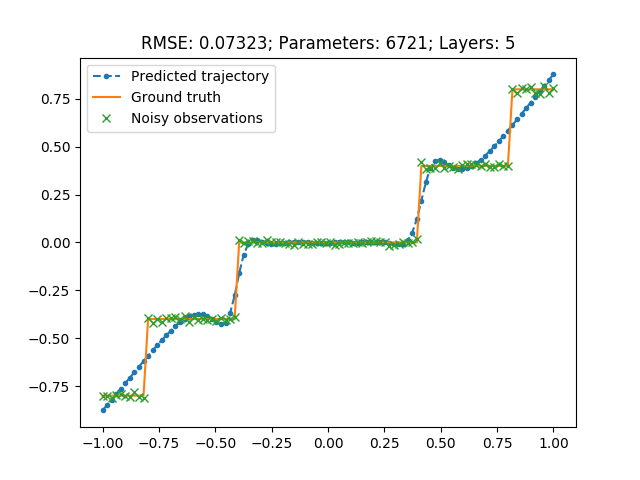 RMSE: 0.07323; Parameters: 6721; Layers: 5
Predicted trajectory
Ground truth
Noisy observations
0.75
0.50
0.25
0.00
−0.25
−0.50
−0.75
−1.00 −0.75 −0.50 −0.25 0.00 0.25 0.50 0.75 1.00